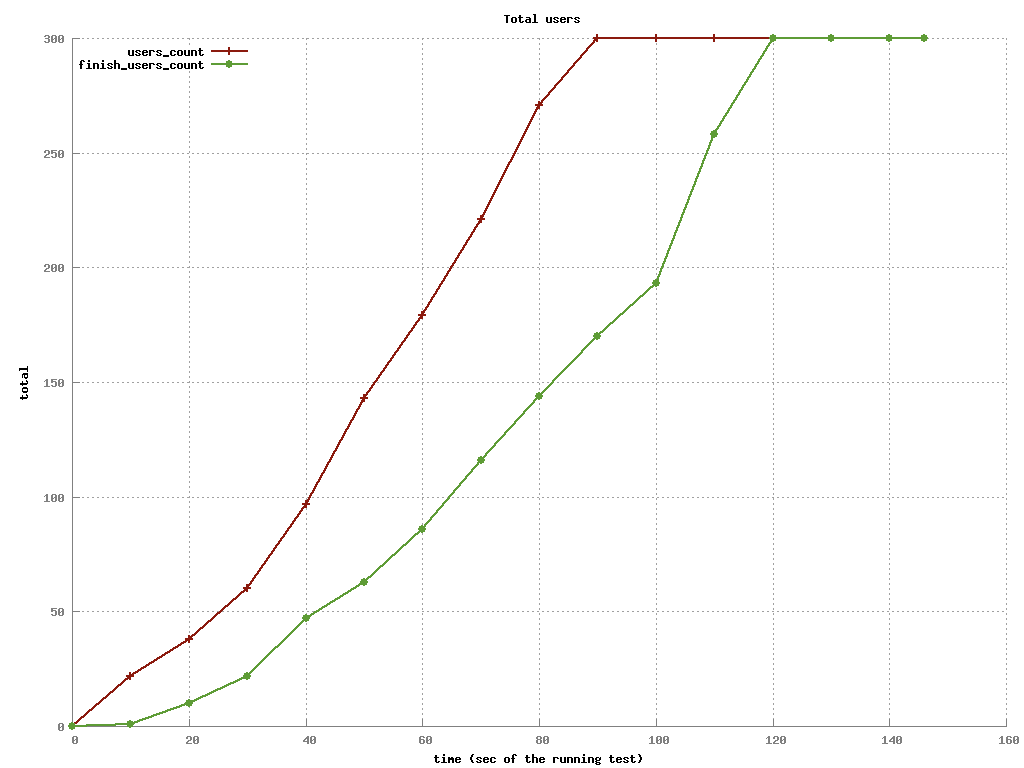 Total users
users_count
finish_users_count
300
250
200
150
100
50
0
total
0 20 40 60 80 100 120 140 160
time (sec of the running test)